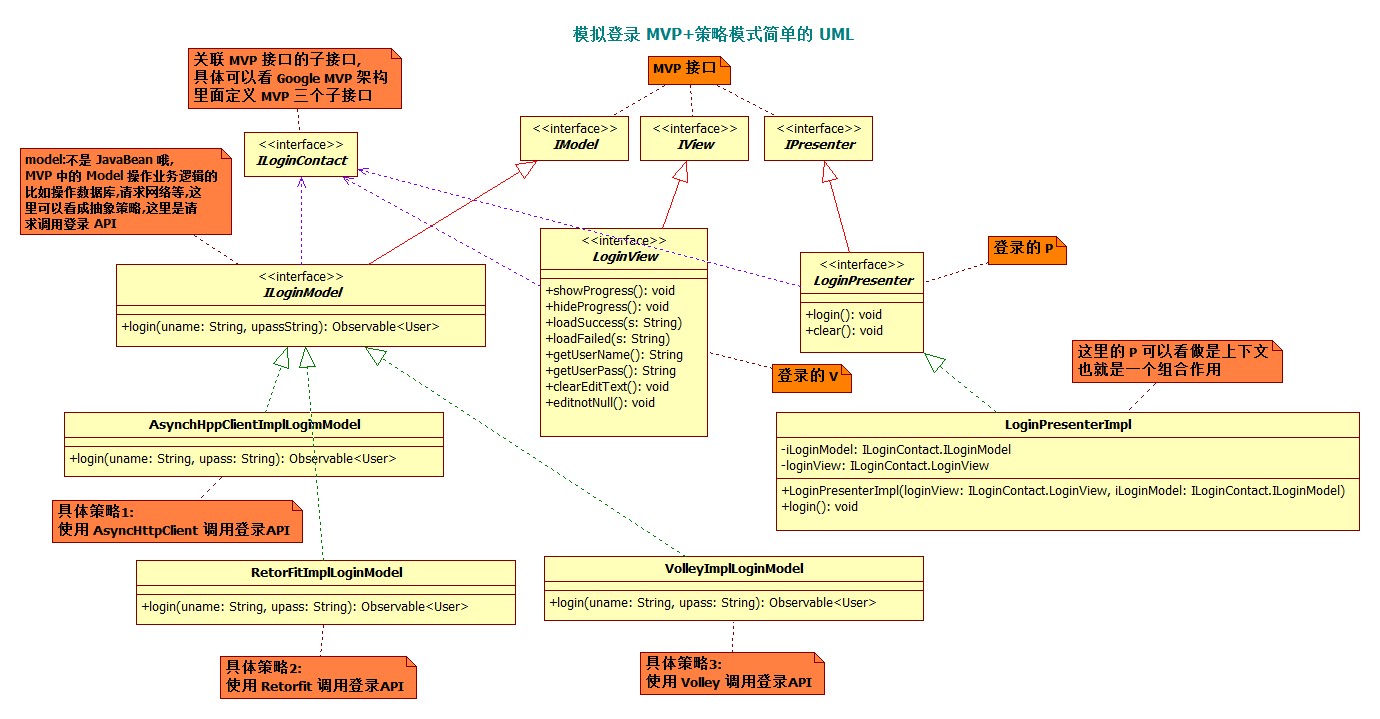 模拟登录 MVP+策略模式简单的 UML
关联 MVP 接口的子接口,
具体可以看 Google MVP 架构
里面定义 MVP 三个子接口
MVP 接口
<<interface>>
ILoginContact
<<interface>>
IModel
<<interface>>
IView
<<interface>>
IPresenter
model:不是 JavaBean 哦,
MVP 中的 Model 操作业务逻辑的
比如操作数据库,请求网络等,这
里可以看成抽象策略,这里是请
求调用登录 API
<<interface>>
ILoginModel
+login(uname: String, upassString): Observable<User>
<<interface>>
LoginView
+showProgress(): void
+hideProgress(): void
+loadSuccess(s: String)
+loadFailed(s: String)
+getUserName(): String
+getUserPass(): String
+clearEditText(): void
+editnotNull(): void
<<interface>>
LoginPresenter
+login(): void
+clear(): void
登录的 P
登录的 V
这里的 P 可以看做是上下文
也就是一个组合作用
AsynchHppClientImplLogimModel
+login(uname: String, upass: String): Observable<User>
LoginPresenterImpl
-iLoginModel: ILoginContact.ILoginModel
-loginView: ILoginContact.LoginView
+LoginPresenterImpl(loginView: ILoginContact.LoginView, iLoginModel: ILoginContact.ILoginModel)
+login(): void
具体策略1:
使用 AsyncHttpClient 调用登录API
RetorFitImplLoginModel
+login(uname: String, upass: String): Observable<User>
VolleyImplLoginModel
+login(uname: String, upass: String): Observable<User>
具体策略2:
使用 Retorfit 调用登录API
具体策略3:
使用 Volley 调用登录API